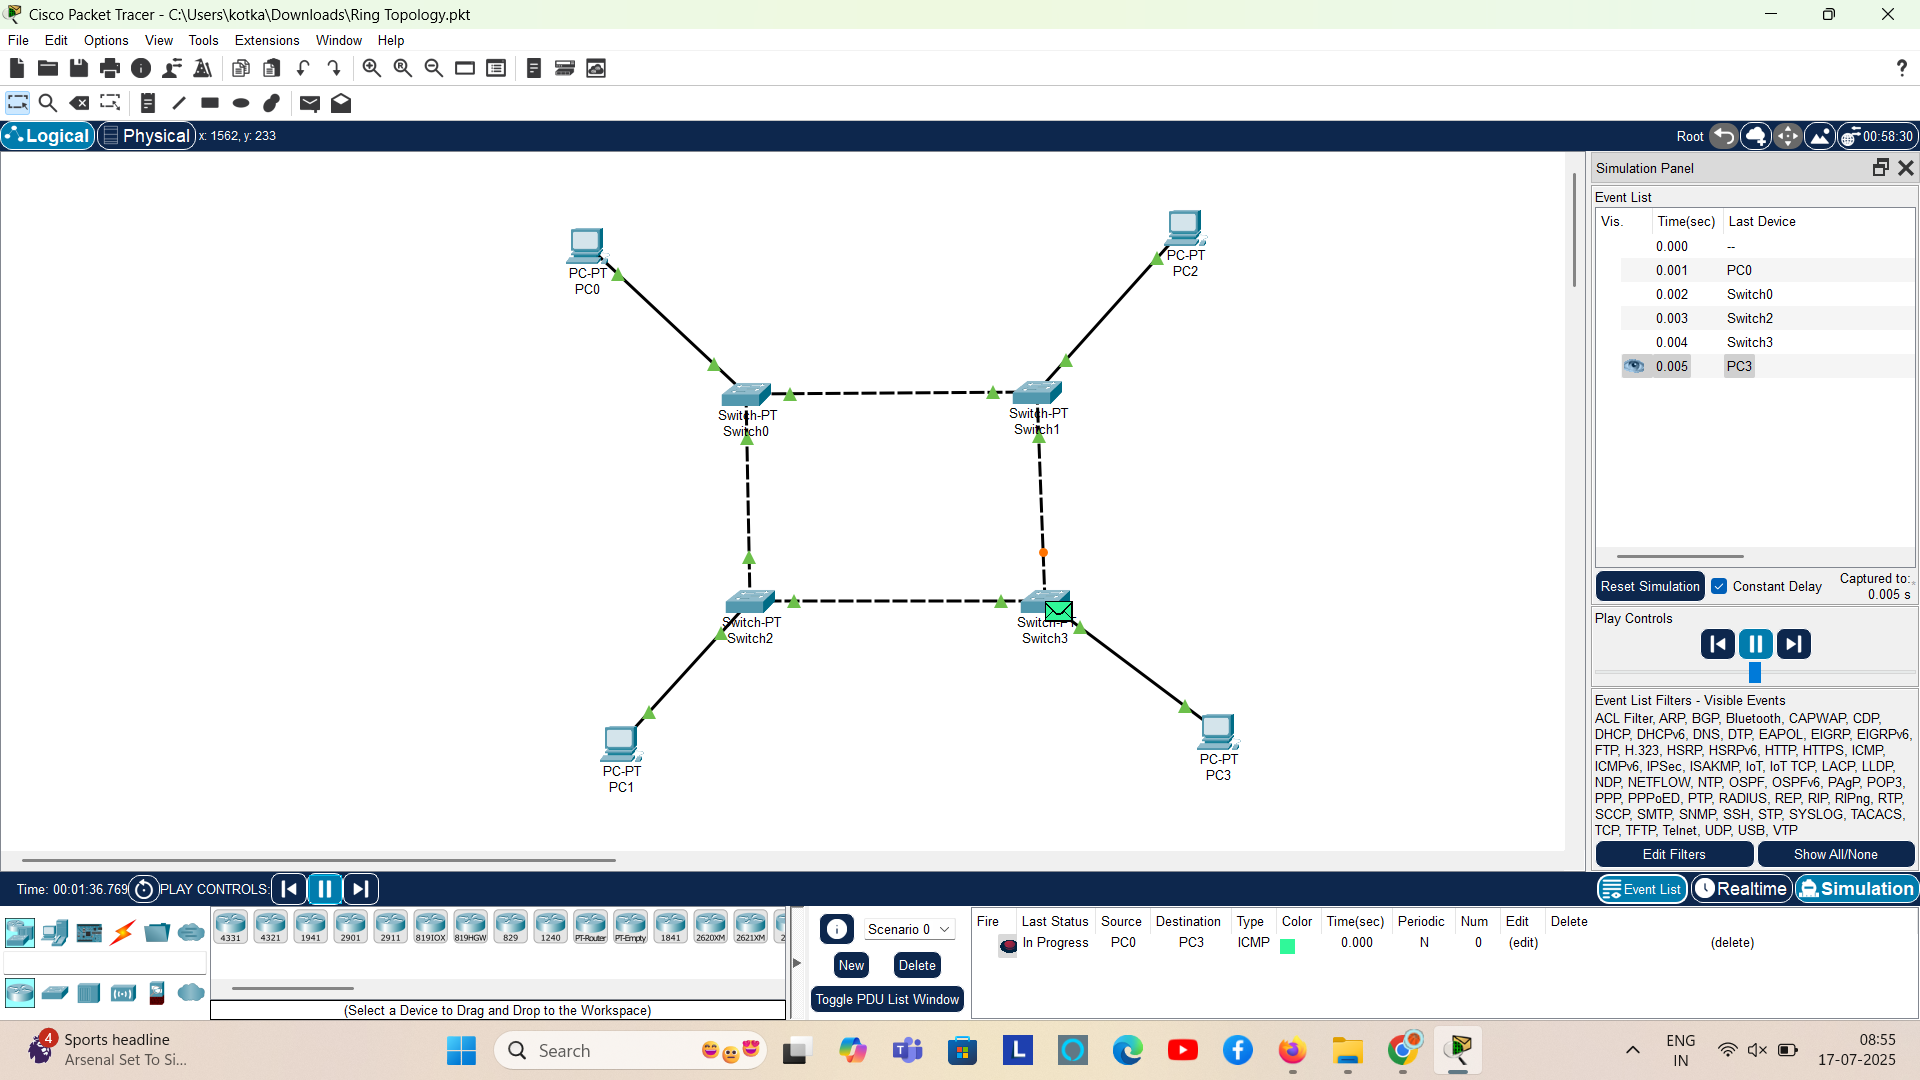 Cisco Packet Tracer - C:\Users\kotka\Downloads\Ring Topology.pkt
File Edit Options View Tools Extensions Window Help
?
Logical Physical x: 1562, y: 233
Root 00:58:30
Simulation Panel
Event List
Vis. Time(sec) Last Device
0.000 --
0.001 PC0
0.002 Switch0
0.003 Switch2
0.004 Switch3
0.005 PC3
PC-PT
PC0
PC-PT
PC2
Switch-PT
Switch0
Switch-PT
Switch1
Switch-PT
Switch2
Switch-PT
Switch3
PC-PT
PC1
PC-PT
PC3
Reset Simulation Constant Delay Captured to:
0.005 s
Play Controls
Event List Filters - Visible Events
ACL Filter, ARP, BGP, Bluetooth, CAPWAP, CDP,
DHCP, DHCPv6, DNS, DTP, EAPOL, EIGRP, EIGRPv6,
FTP, H.323, HSRP, HSRPv6, HTTP, HTTPS, ICMP,
ICMPv6, IPSec, ISAKMP, IoT, IoT TCP, LACP, LLDP,
NDP, NETFLOW, NTP, OSPF, OSPFv6, PAgP, POP3,
PPP, PPPoED, PTP, RADIUS, REP, RIP, RIPng, RTP,
SCCP, SMTP, SNMP, SSH, STP, SYSLOG, TACACS,
TCP, TFTP, Telnet, UDP, USB, VTP
Edit Filters Show All/None
Time: 00:01:36.769 PLAY CONTROLS:
Event List Realtime Simulation
4331 4321 1941 2901 2911 819IOX 819HGW 829 1240 PT-Router PT-Empty 1841 2620XM 2621XM 2
(Select a Device to Drag and Drop to the Workspace)
Scenario 0
New Delete
Toggle PDU List Window
Fire Last Status Source Destination Type Color Time(sec) Periodic Num Edit Delete
In Progress PC0 PC3 ICMP 0.000 N 0 (edit) (delete)
4
Sports headline
Arsenal Set To Si...
Search
L
ENG
IN
08:55
17-07-2025